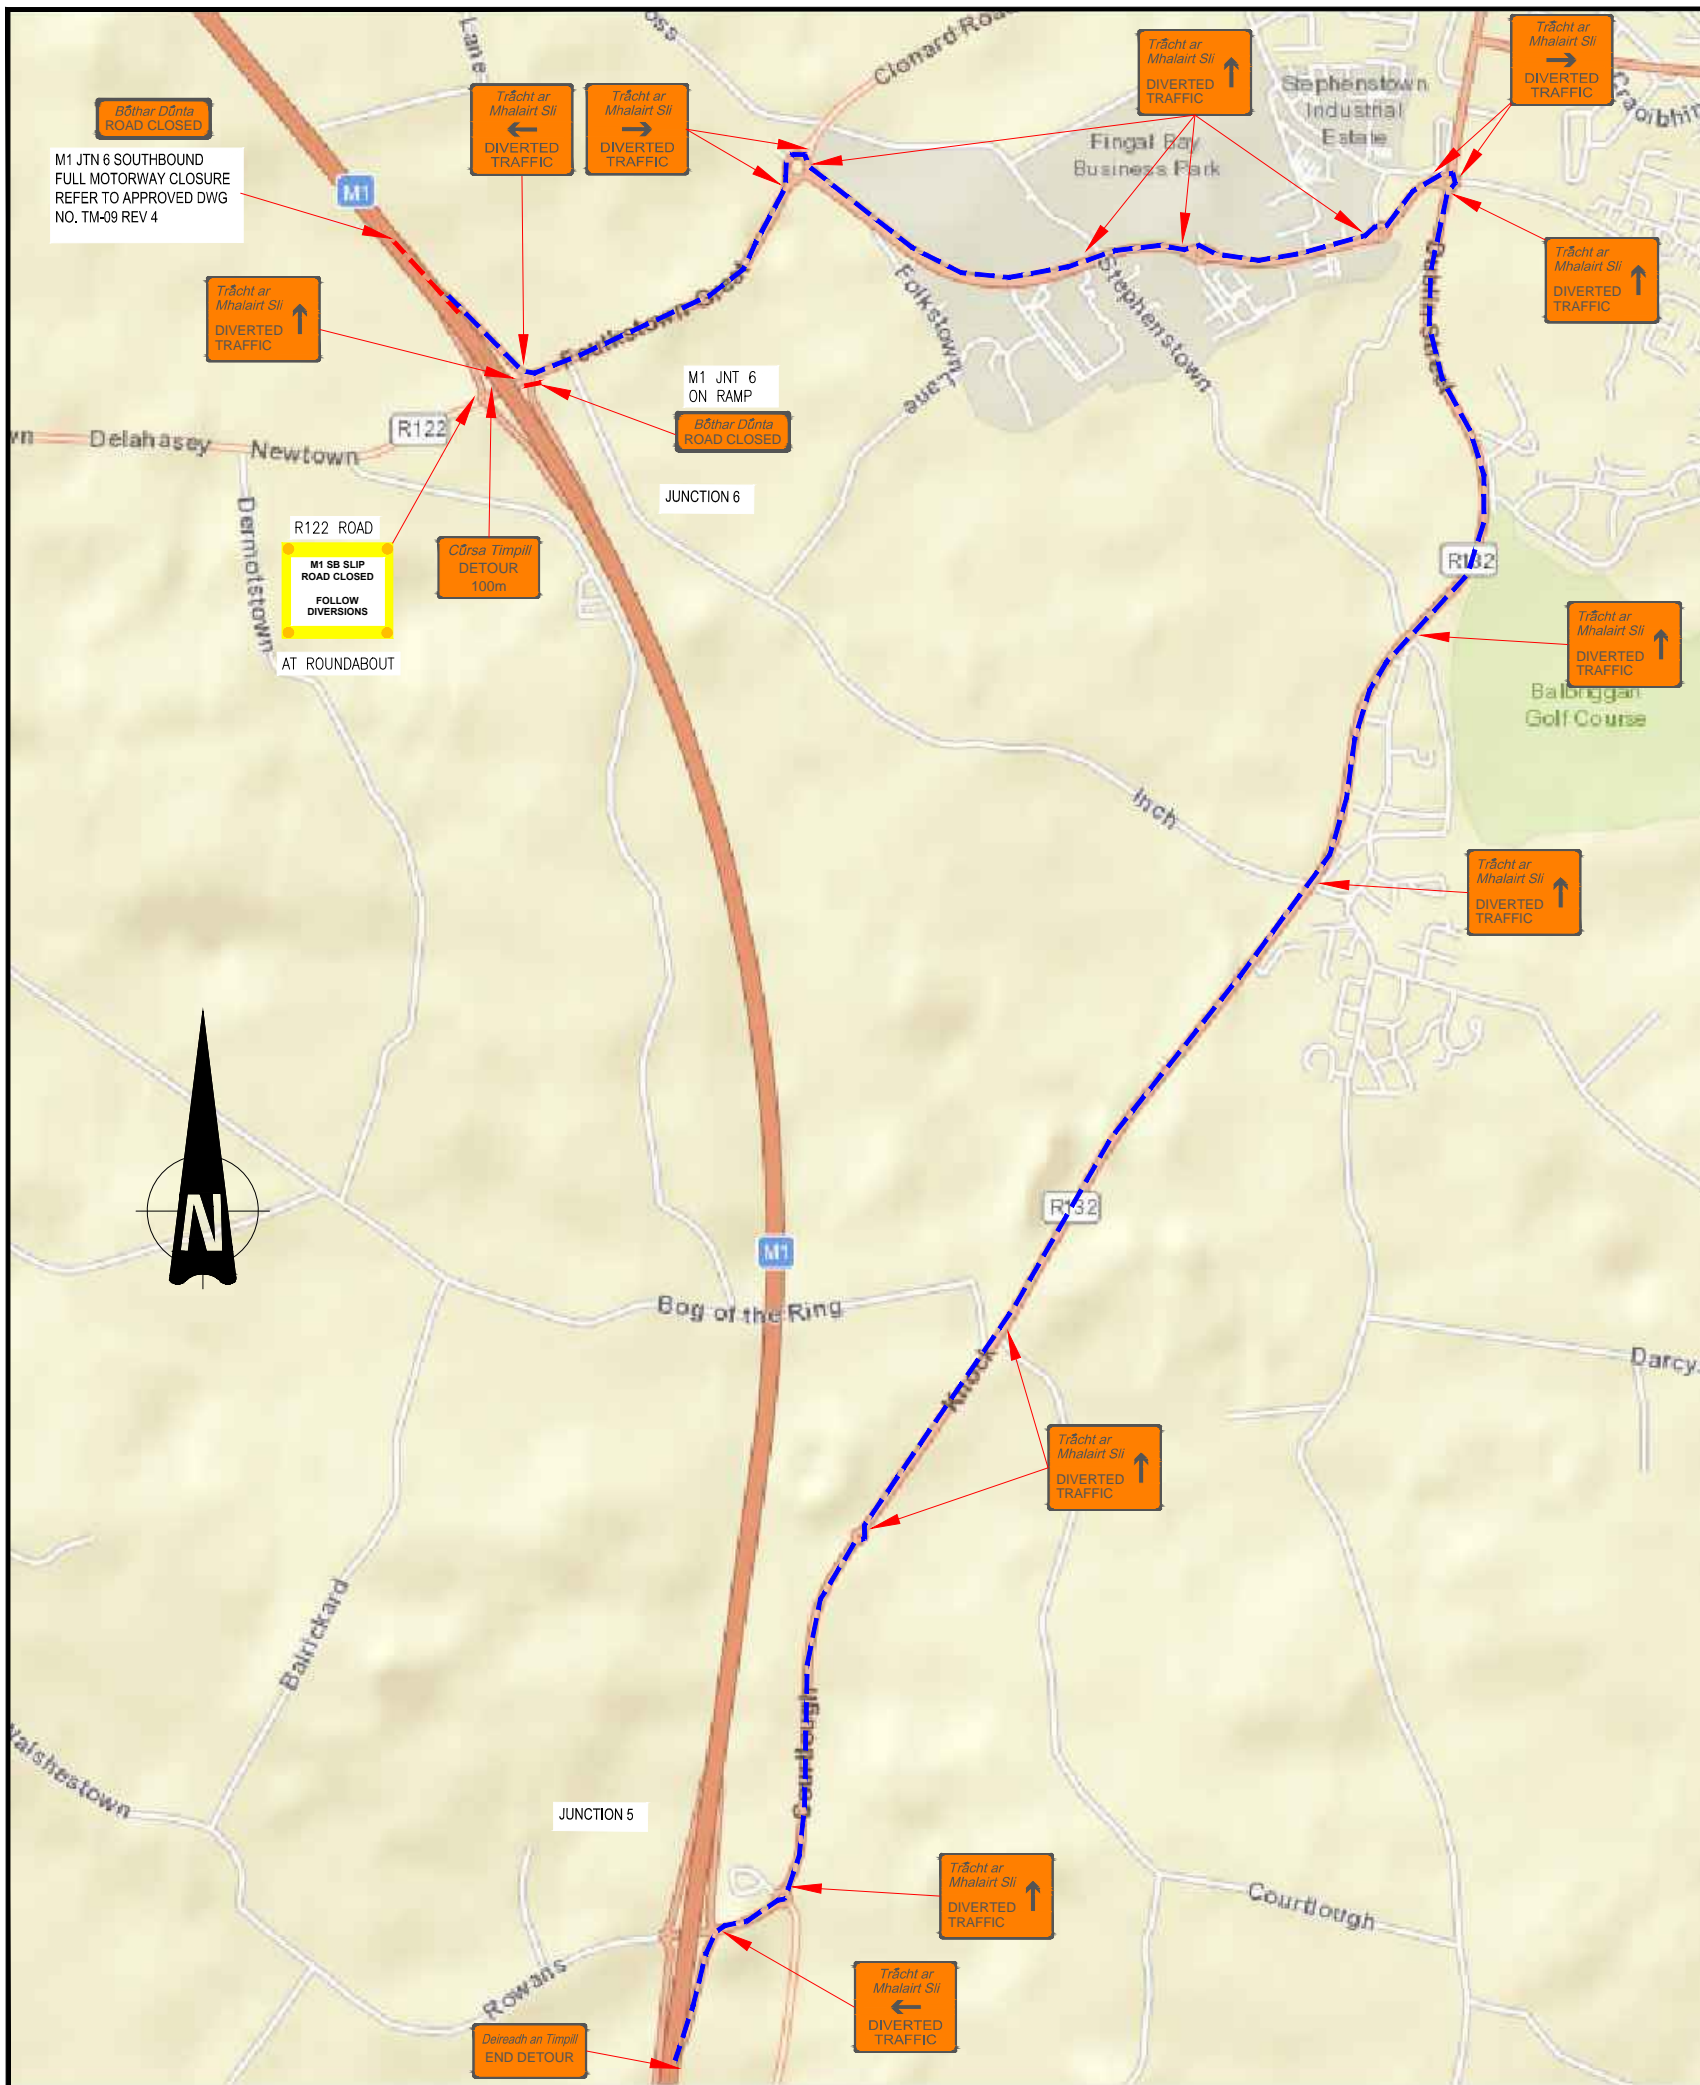 Lane
oss
Clonard Road
Bóthar Dúnta
ROAD CLOSED
M1 JTN 6 SOUTHBOUND
FULL MOTORWAY CLOSURE
REFER TO APPROVED DWG
NO. TM-09 REV 4
M1
Trácht ar
Mhalairt Slí
←
DIVERTED
TRAFFIC
Trácht ar
Mhalairt Slí
→
DIVERTED
TRAFFIC
Trácht ar
Mhalairt Slí
DIVERTED
TRAFFIC
↑
Trácht ar
Mhalairt Slí
→
DIVERTED
TRAFFIC
Stephenstown
Industrial
Estate
Fingal Bay
Business Park
Trácht ar
Mhalairt Slí
DIVERTED
TRAFFIC
↑
Trácht ar
Mhalairt Slí
DIVERTED
TRAFFIC
↑
Folkstown Lane
Stephenstown
M1 JNT 6
ON RAMP
Bóthar Dúnta
ROAD CLOSED
R122
wn
Delahasey
Newtown
Dermotstown
JUNCTION 6
R122 ROAD
M1 SB SLIP
ROAD CLOSED
FOLLOW
DIVERSIONS
AT ROUNDABOUT
Cúrsa Timpill
DETOUR
100m
R132
Trácht ar
Mhalairt Slí
DIVERTED
TRAFFIC
↑
Balbriggan
Golf Course
Inch
Trácht ar
Mhalairt Slí
DIVERTED
TRAFFIC
↑
N
R132
M1
Bog of the Ring
Knock
Darcy
Trácht ar
Mhalairt Slí
DIVERTED
TRAFFIC
↑
Balrickard
Walshestown
Courtlough
JUNCTION 5
Trácht ar
Mhalairt Slí
DIVERTED
TRAFFIC
↑
Courtlough
Rowans
Trácht ar
Mhalairt Slí
←
DIVERTED
TRAFFIC
Deireadh an Timpill
END DETOUR